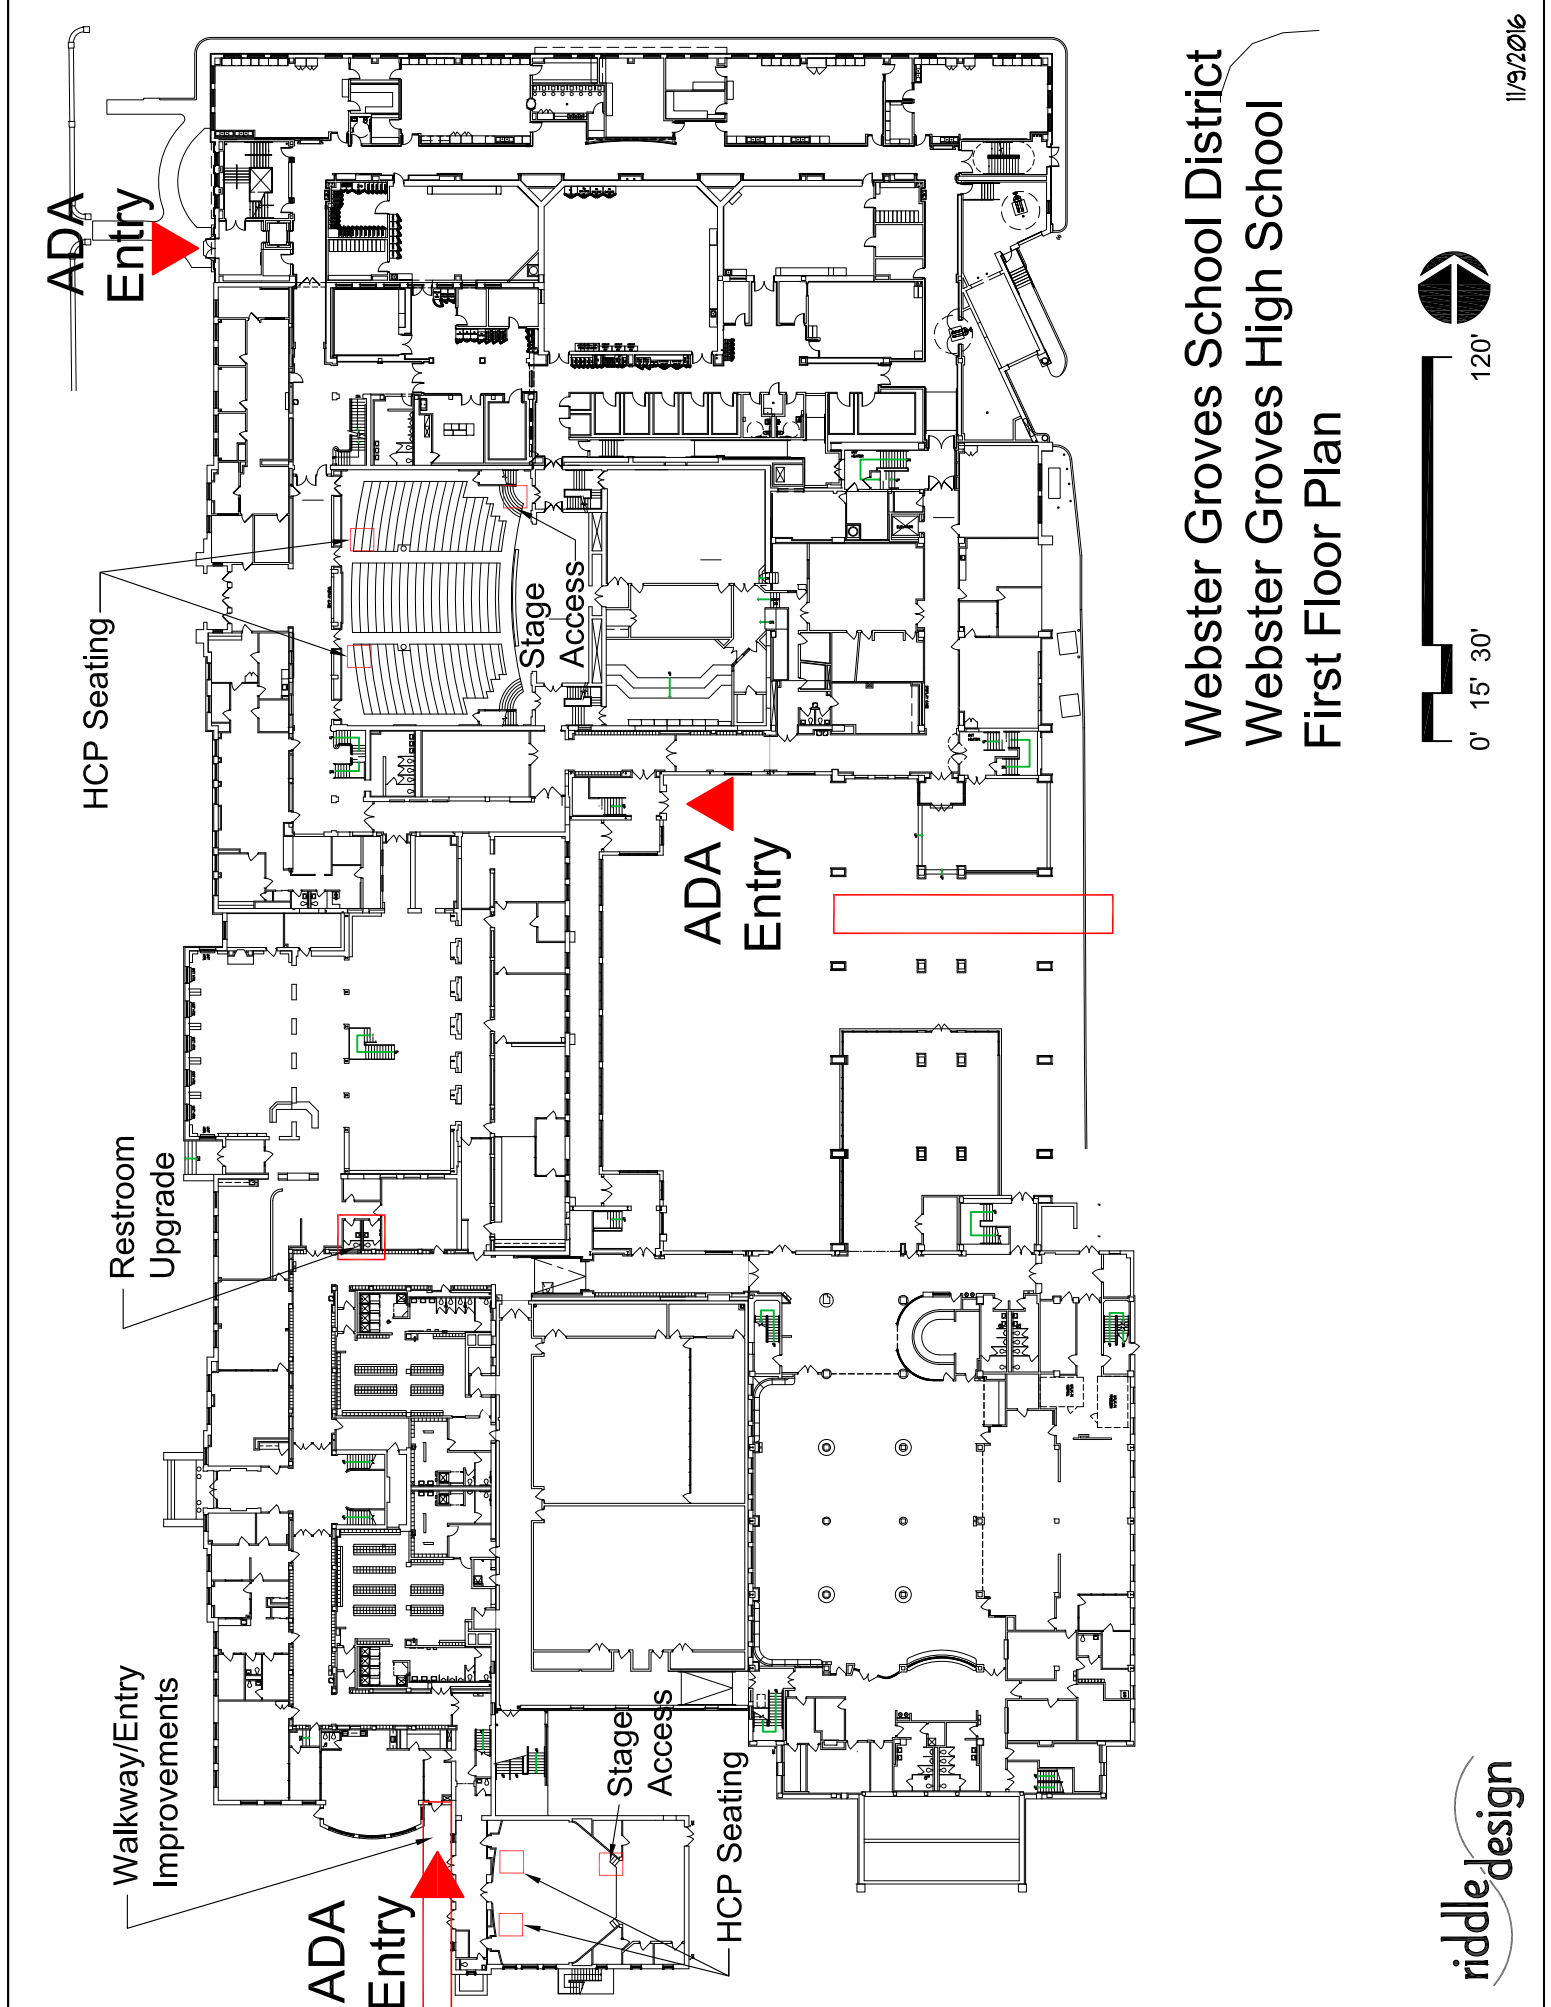 Walkway/Entry
Improvements
Restroom
Upgrade
HCP Seating
ADA
Entry
ADA
Entry
Stage
Access
HCP Seating
Stage
Access
ADA
Entry
Webster Groves School District
Webster Groves High School
First Floor Plan
0' 15' 30' 120'
riddle design
11/9/2016